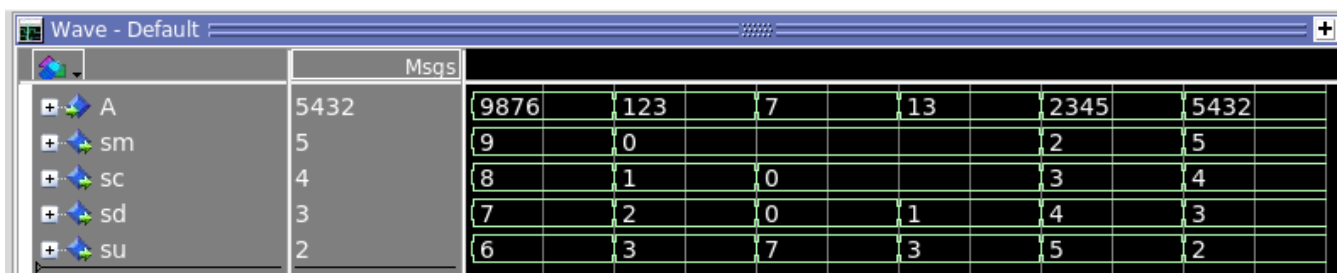 Wave - Default
Msgs
A 5432 9876 123 7 13 2345 5432
sm 5 9 0 2 5
sc 4 8 1 0 3 4
sd 3 7 2 0 1 4 3
su 2 6 3 7 3 5 2